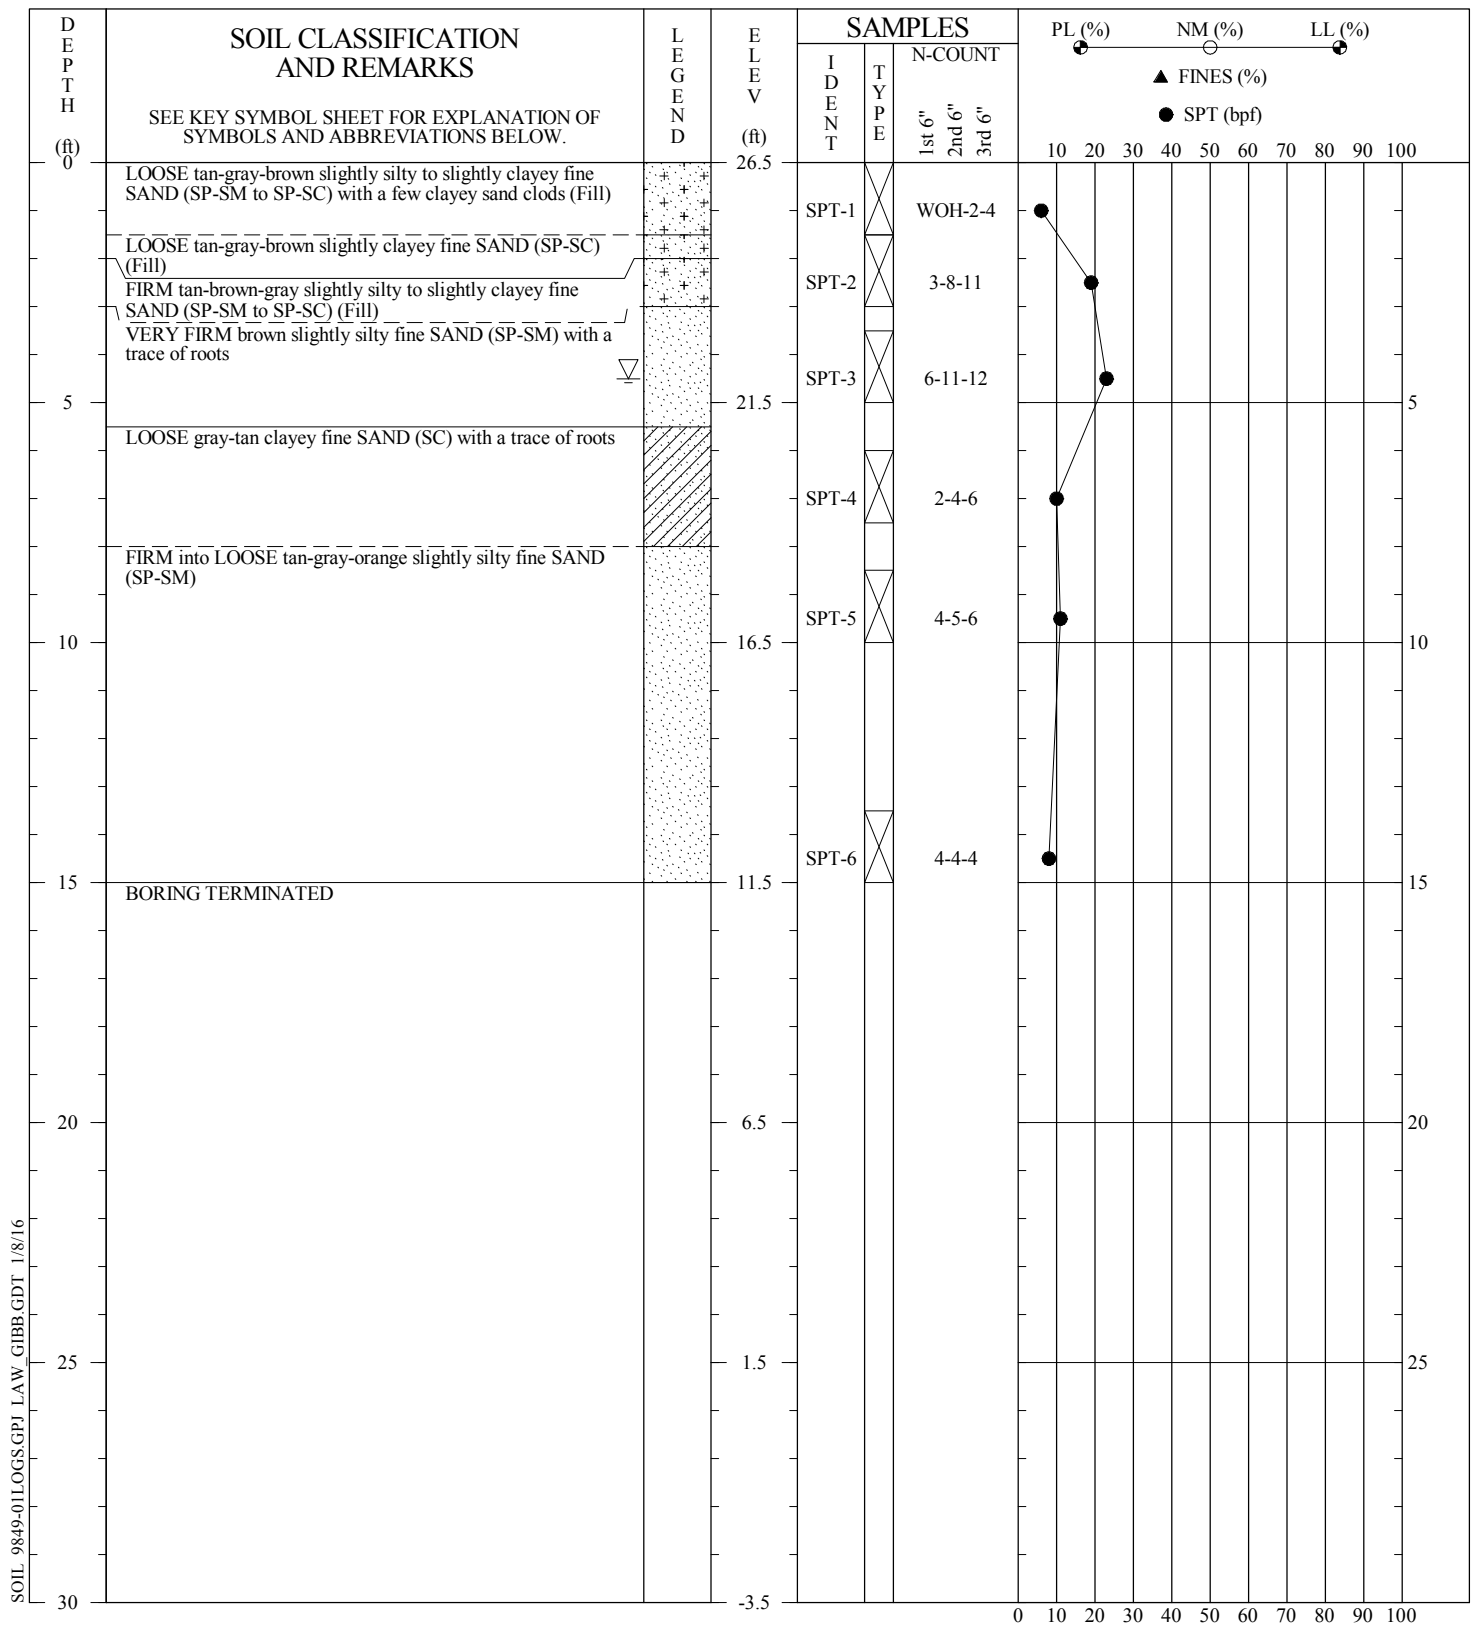 DEPTH
(ft)
SOIL CLASSIFICATION
AND REMARKS
SEE KEY SYMBOL SHEET FOR EXPLANATION OF
SYMBOLS AND ABBREVIATIONS BELOW.
LEGEND
ELEV
(ft)
SAMPLES
IDENT
TYPE
N-COUNT
1st 6"
2nd 6"
3rd 6"
PL (%) NM (%) LL (%)
FINES (%)
SPT (bpf)
10 20 30 40 50 60 70 80 90 100
0 26.5
LOOSE tan-gray-brown slightly silty to slightly clayey fine
SAND (SP-SM to SP-SC) with a few clayey sand clods (Fill)
SPT-1 WOH-2-4
LOOSE tan-gray-brown slightly clayey fine SAND (SP-SC)
(Fill)
SPT-2 3-8-11
FIRM tan-brown-gray slightly silty to slightly clayey fine
SAND (SP-SM to SP-SC) (Fill)
VERY FIRM brown slightly silty fine SAND (SP-SM) with a
trace of roots
SPT-3 6-11-12
5 21.5 5
LOOSE gray-tan clayey fine SAND (SC) with a trace of roots
SPT-4 2-4-6
FIRM into LOOSE tan-gray-orange slightly silty fine SAND
(SP-SM)
SPT-5 4-5-6
10 16.5 10
SPT-6 4-4-4
15 11.5 15
BORING TERMINATED
20 6.5 20
25 1.5 25
30 -3.5
0 10 20 30 40 50 60 70 80 90 100
SOIL 9849-01LOGS.GPJ LAW_GIBB.GDT 1/8/16